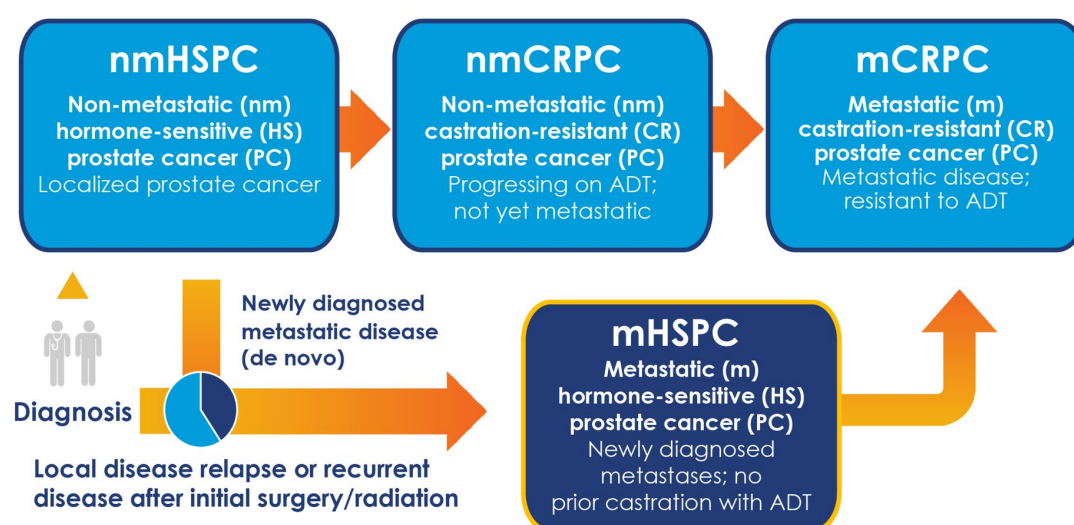 nmHSPC
Non-metastatic (nm)
hormone-sensitive (HS)
prostate cancer (PC)
Localized prostate cancer
nmCRPC
Non-metastatic (nm)
castration-resistant (CR)
prostate cancer (PC)
Progressing on ADT;
not yet metastatic
mCRPC
Metastatic (m)
castration-resistant (CR)
prostate cancer (PC)
Metastatic disease;
resistant to ADT
Newly diagnosed
metastatic disease
(de novo)
Diagnosis
Local disease relapse or recurrent
disease after initial surgery/radiation
mHSPC
Metastatic (m)
hormone-sensitive (HS)
prostate cancer (PC)
Newly diagnosed
metastases; no
prior castration with ADT